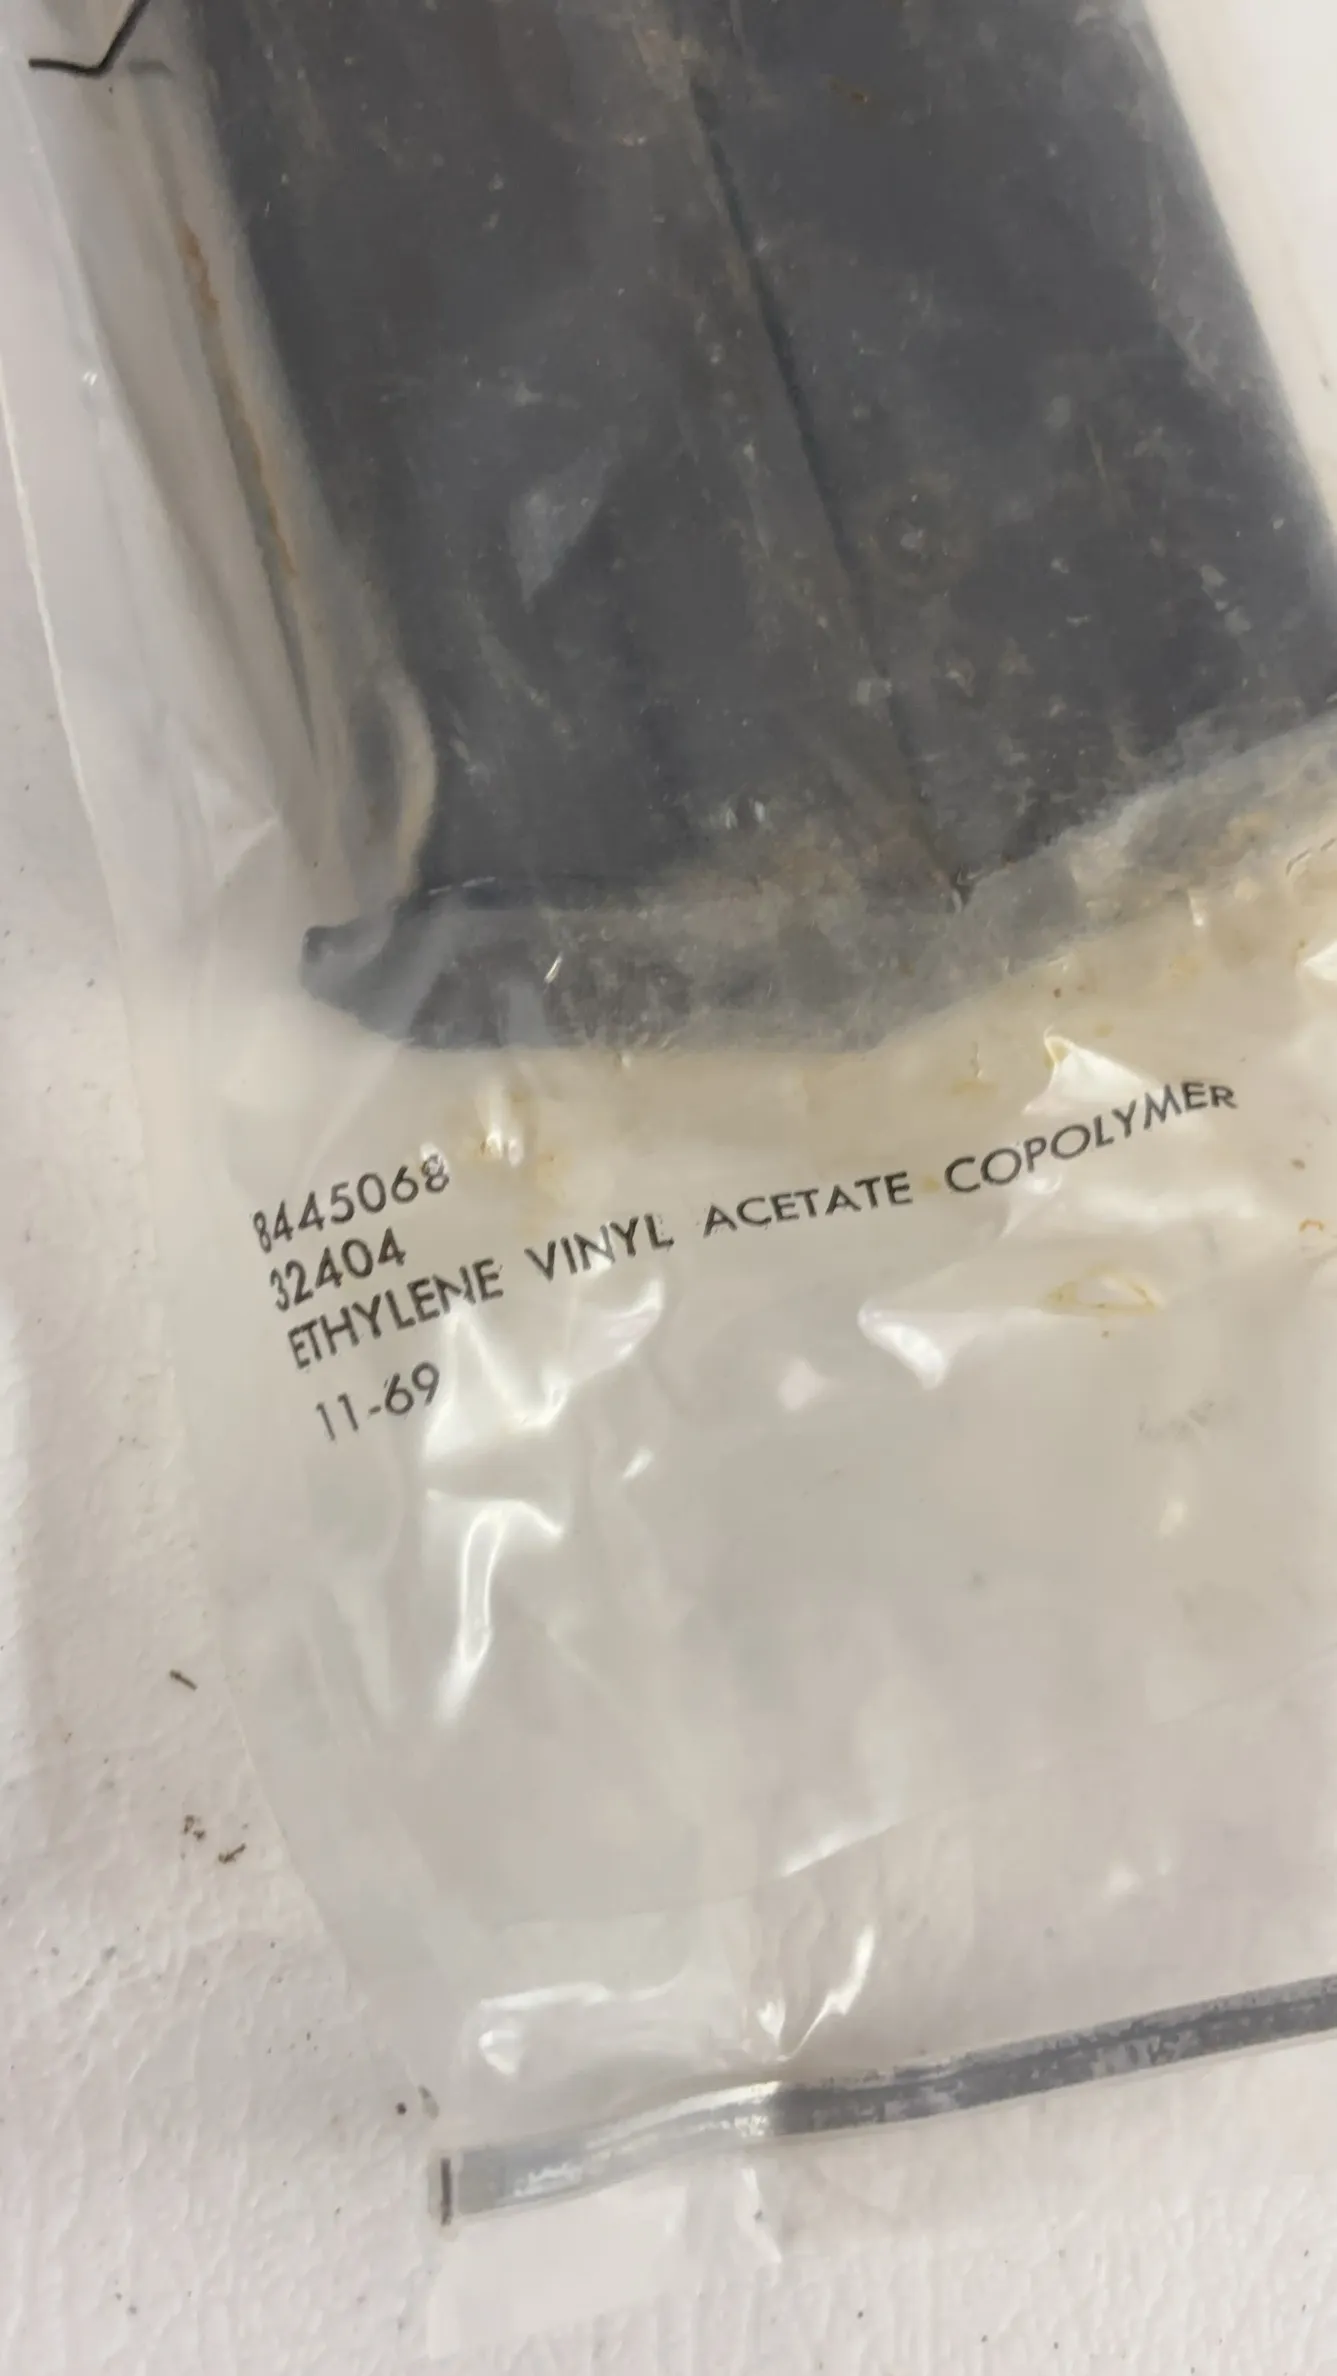 8445068
32404
ETHYLENE VINYL ACETATE COPOLYMER
11-69